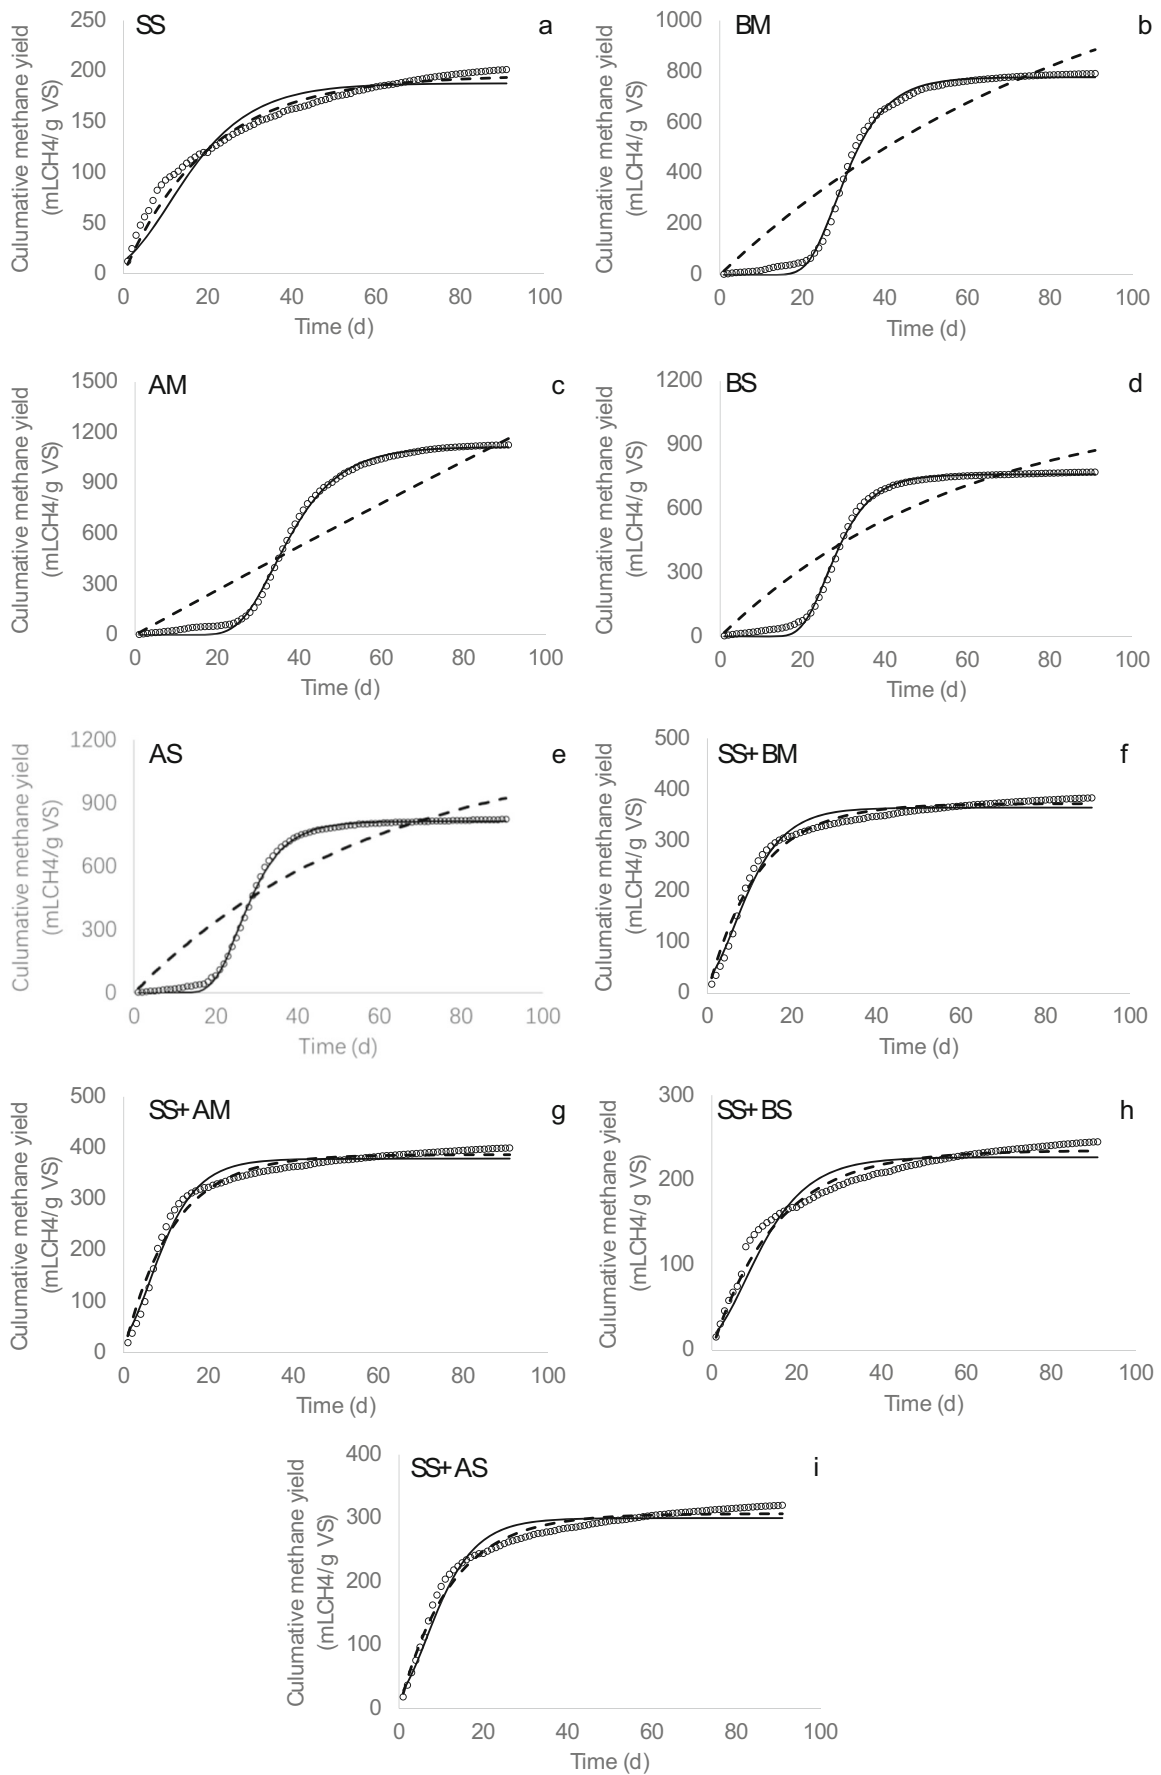 SS
a
Culumative methane yield
(mLCH4/g VS)
250
200
150
100
50
0
0 20 40 60 80 100
Time (d)
BM
b
Culumative methane yield
(mLCH4/g VS)
1000
800
600
400
200
0
0 20 40 60 80 100
Time (d)
AM
c
Culumative methane yield
(mLCH4/g VS)
1500
1200
900
600
300
0
0 20 40 60 80 100
Time (d)
BS
d
Culumative methane yield
(mLCH4/g VS)
1200
900
600
300
0
0 20 40 60 80 100
Time (d)
AS
e
Culumative methane yield
(mLCH4/g VS)
1200
900
600
300
0
0 20 40 60 80 100
Time (d)
SS+BM
f
Culumative methane yield
(mLCH4/g VS)
500
400
300
200
100
0
0 20 40 60 80 100
Time (d)
SS+AM
g
Culumative methane yield
(mLCH4/g VS)
500
400
300
200
100
0
0 20 40 60 80 100
Time (d)
SS+BS
h
Culumative methane yield
(mLCH4/g VS)
300
200
100
0
0 20 40 60 80 100
Time (d)
SS+AS
i
Culumative methane yield
(mLCH4/g VS)
400
300
200
100
0
0 20 40 60 80 100
Time (d)